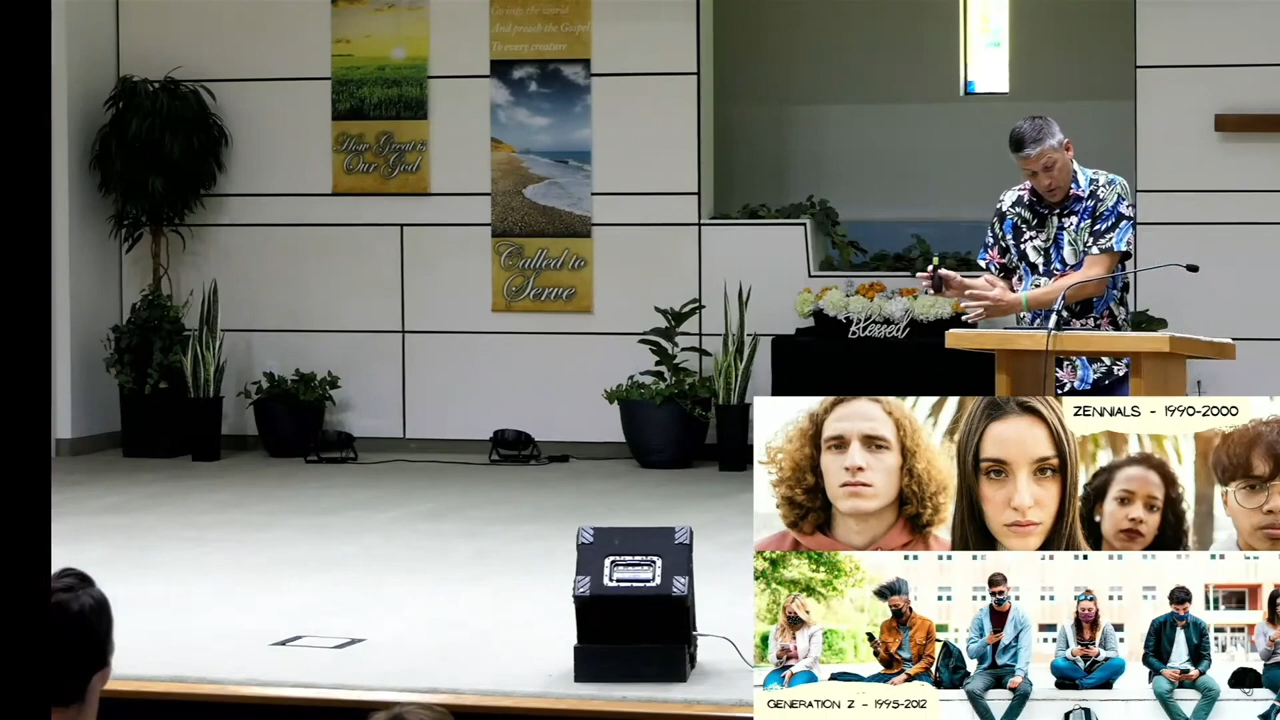 Go into the world
And preach the Gospel
To every creature
How Great is
Our God
Called to
Serve
Blessed
ZENNIALS - 1990-2000
GENERATION Z - 1995-2012